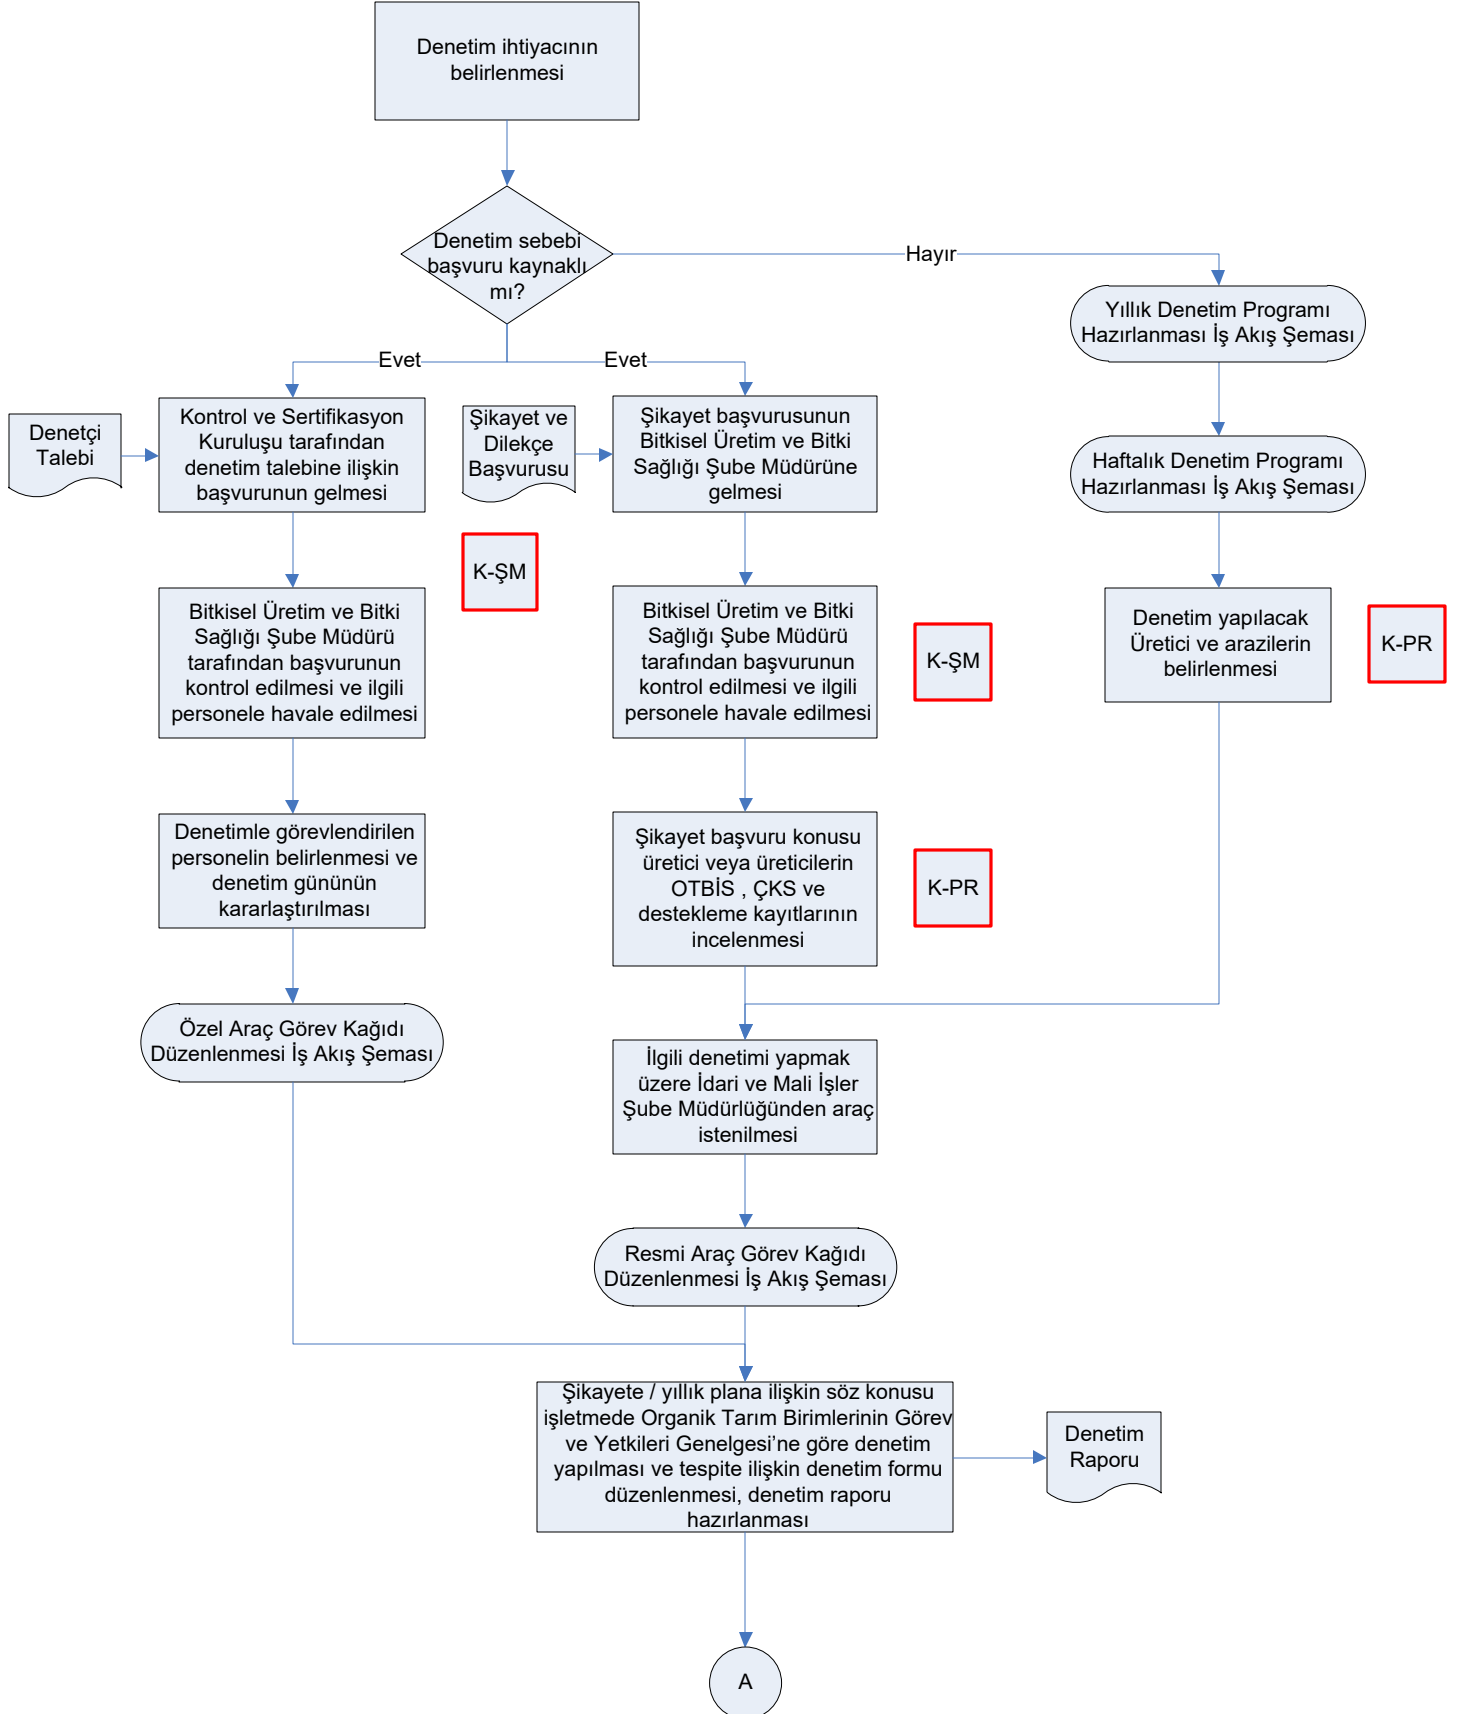 Denetim ihtiyacının
belirlenmesi
Denetim sebebi
başvuru kaynaklı
mı?
Hayır
Evet
Evet
Yıllık Denetim Programı
Hazırlanması İş Akış Şeması
Denetçi
Talebi
Kontrol ve Sertifikasyon
Kuruluşu tarafından
denetim talebine ilişkin
başvurunun gelmesi
Şikayet ve
Dilekçe
Başvurusu
Şikayet başvurusunun
Bitkisel Üretim ve Bitki
Sağlığı Şube Müdürüne
gelmesi
Haftalık Denetim Programı
Hazırlanması İş Akış Şeması
K-ŞM
Bitkisel Üretim ve Bitki
Sağlığı Şube Müdürü
tarafından başvurunun
kontrol edilmesi ve ilgili
personele havale edilmesi
Bitkisel Üretim ve Bitki
Sağlığı Şube Müdürü
tarafından başvurunun
kontrol edilmesi ve ilgili
personele havale edilmesi
K-ŞM
Denetim yapılacak
Üretici ve arazilerin
belirlenmesi
K-PR
Denetimle görevlendirilen
personelin belirlenmesi ve
denetim gününün
kararlaştırılması
Şikayet başvuru konusu
üretici veya üreticilerin
OTBİS , ÇKS ve
destekleme kayıtlarının
incelenmesi
K-PR
Özel Araç Görev Kağıdı
Düzenlenmesi İş Akış Şeması
İlgili denetimi yapmak
üzere İdari ve Mali İşler
Şube Müdürlüğünden araç
istenilmesi
Resmi Araç Görev Kağıdı
Düzenlenmesi İş Akış Şeması
Şikayete / yıllık plana ilişkin söz konusu
işletmede Organik Tarım Birimlerinin Görev
ve Yetkileri Genelgesi’ne göre denetim
yapılması ve tespite ilişkin denetim formu
düzenlenmesi, denetim raporu
hazırlanması
Denetim
Raporu
A